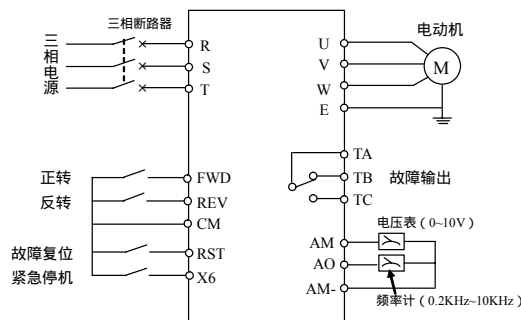 三相断路器
三相电源
R
S
T
U
V
W
E
电动机
M
TA
TB
TC
故障输出
正转
反转
FWD
REV
CM
故障复位
紧急停机
RST
X6
电压表（0~10V）
AM
AO
AM-
频率计（0.2KHz~10KHz）